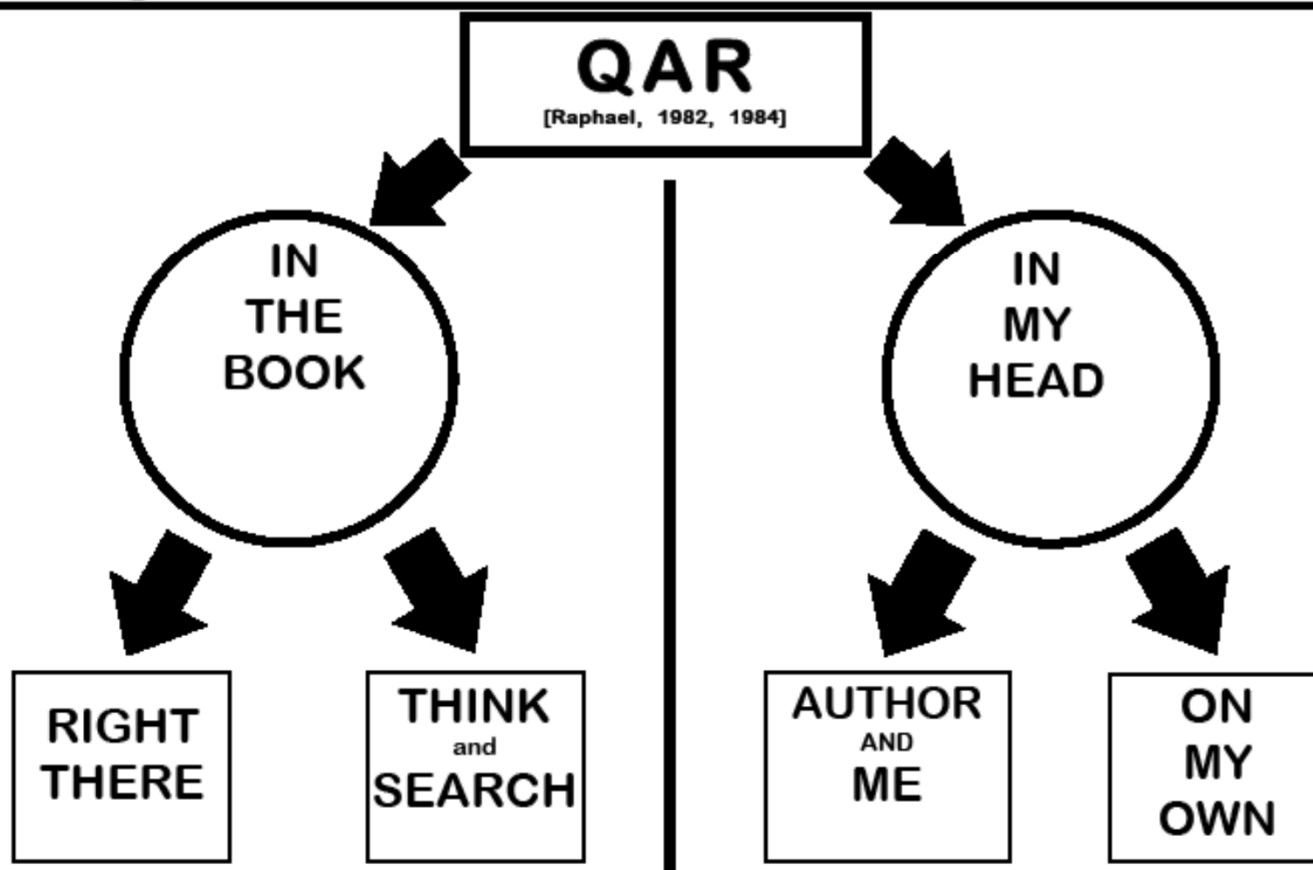 QAR
[Raphael, 1982, 1984]
IN
THE
BOOK
IN
MY
HEAD
RIGHT
THERE
THINK
and
SEARCH
AUTHOR
AND
ME
ON
MY
OWN